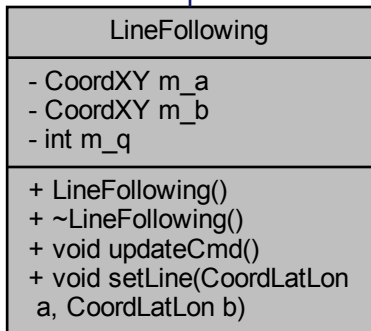 LineFollowing
- CoordXY m_a
- CoordXY m_b
- int m_q
+ LineFollowing()
+ ~LineFollowing()
+ void updateCmd()
+ void setLine(CoordLatLon
a, CoordLatLon b)